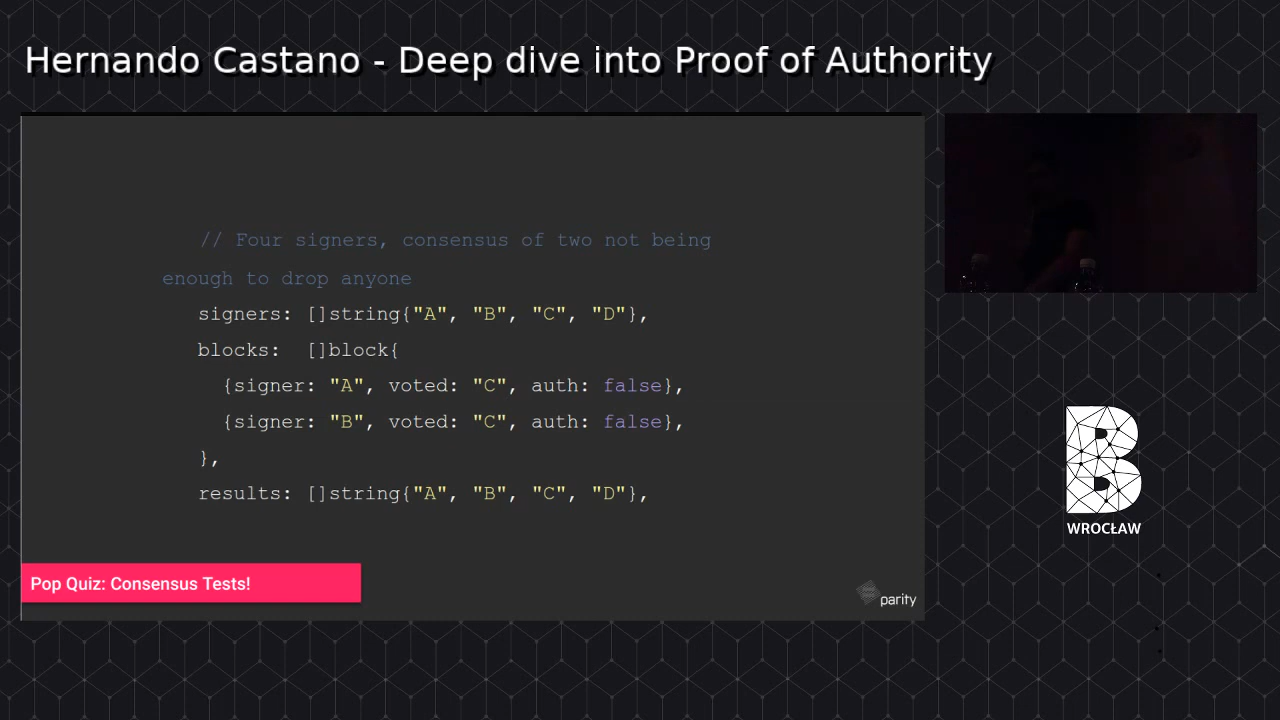 Hernando Castano - Deep dive into Proof of Authority
// Four signers, consensus of two not being
enough to drop anyone
signers: []string{"A", "B", "C", "D"},
blocks:  []block{
{signer: "A", voted: "C", auth: false},
{signer: "B", voted: "C", auth: false},
},
results: []string{"A", "B", "C", "D"},
Pop Quiz: Consensus Tests!
parity
B
WROCŁAW